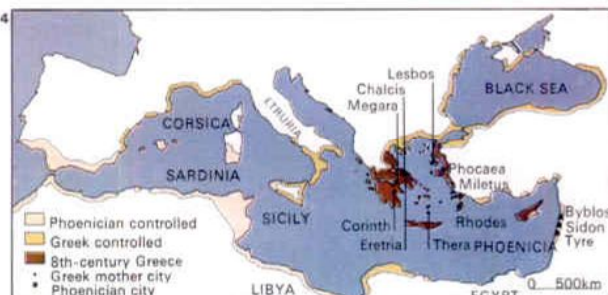 4
Lesbos
Chalcis
Megara
BLACK SEA
ETRURIA
CORSICA
SARDINIA
Phocaea
Miletus
SICILY
Corinth
Eretria
Rhodes
Thera
PHOENICIA
Byblos
Sidon
Tyre
Phoenician controlled
Greek controlled
8th-century Greece
Greek mother city
Phoenician city
LIBYA
EGYPT
0 500km